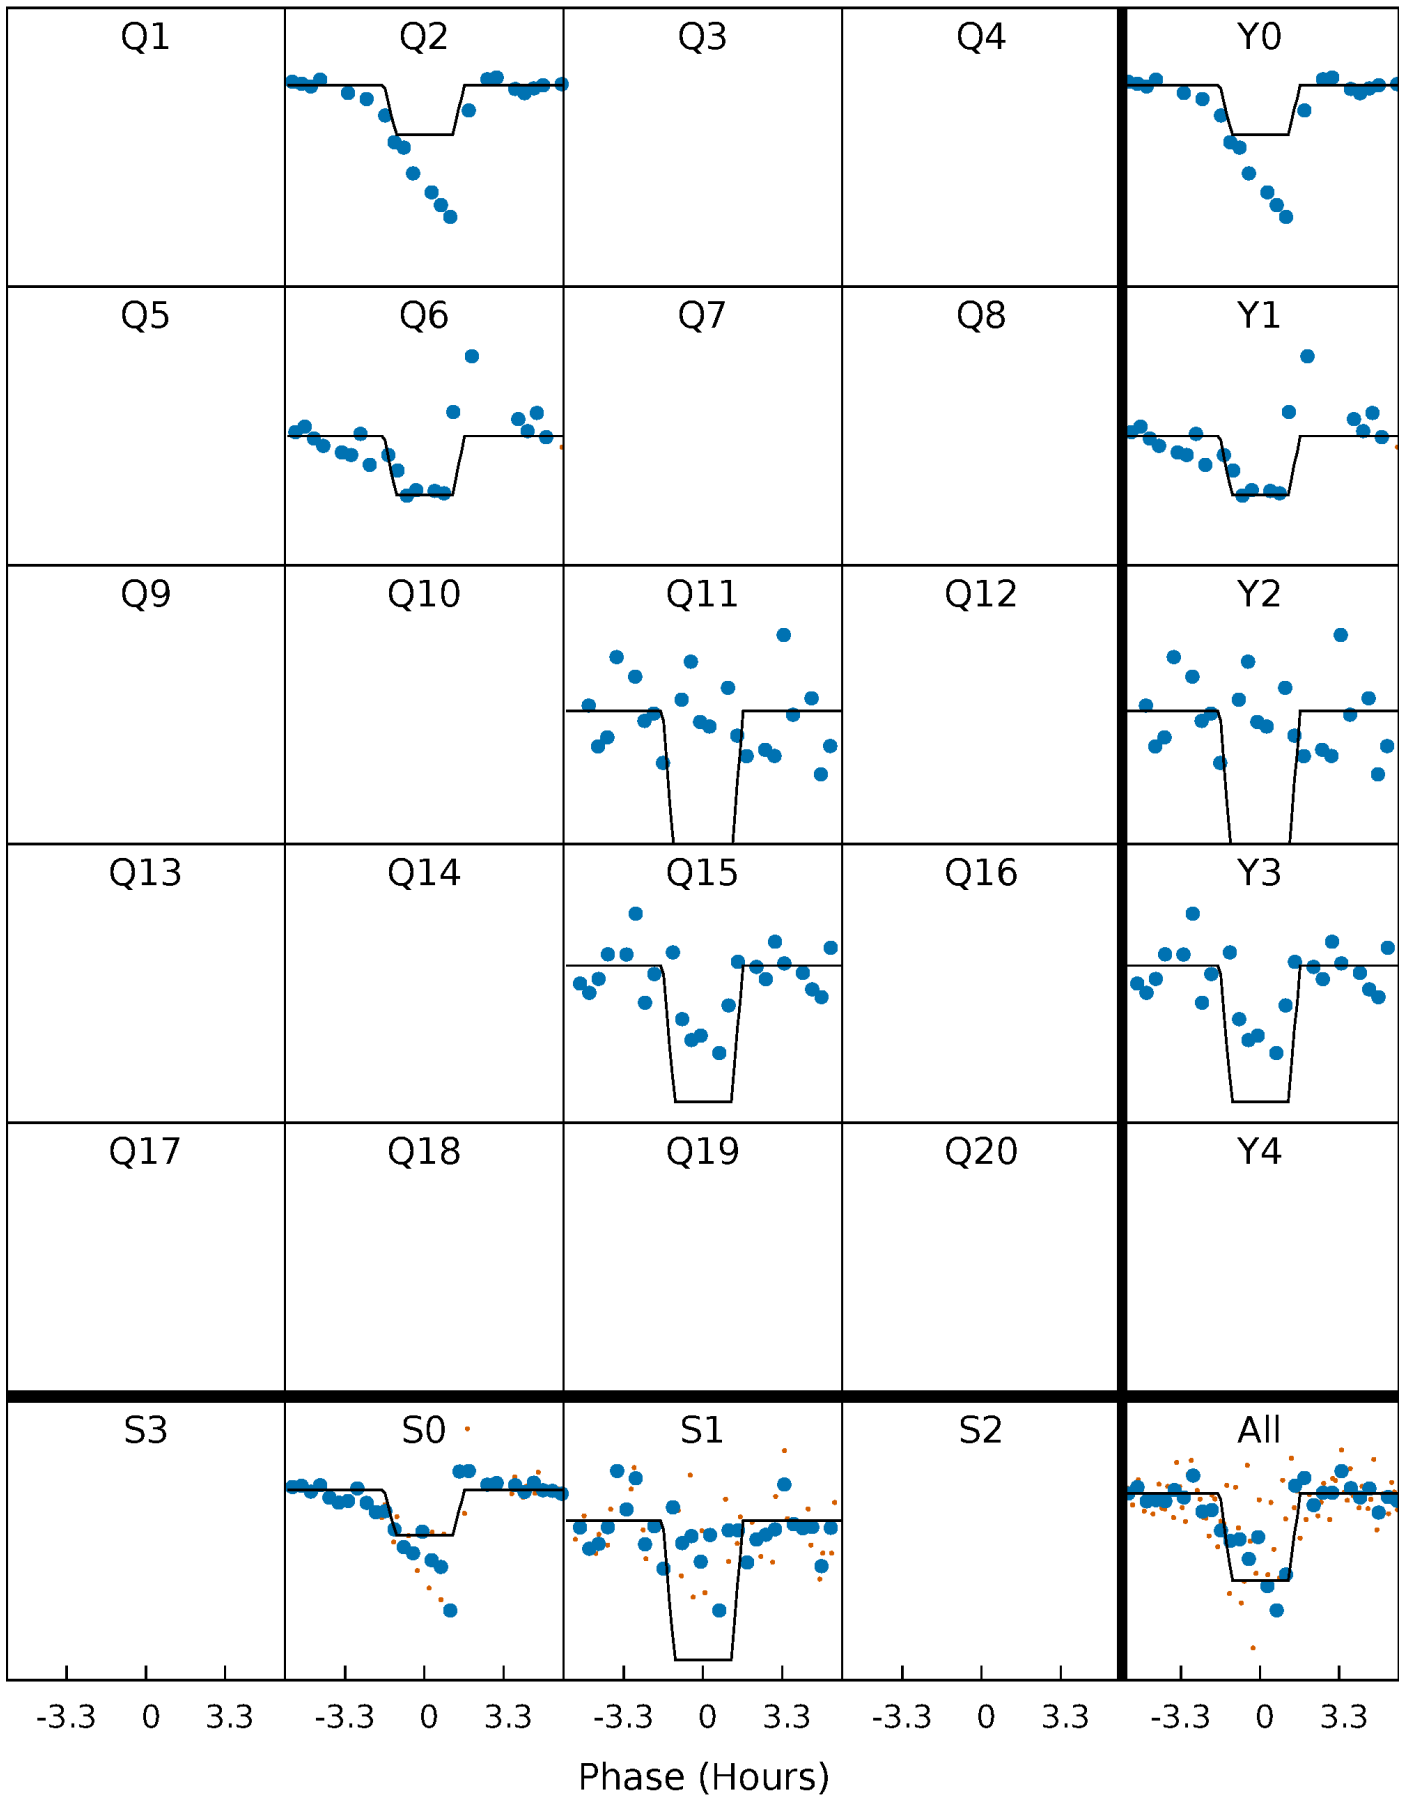 Q1 Q2 Q3 Q4 Y0
Q5 Q6 Q7 Q8 Y1
Q9 Q10 Q11 Q12 Y2
Q13 Q14 Q15 Q16 Y3
Q17 Q18 Q19 Q20 Y4
S3 S0 S1 S2 All
-3.3 0 3.3 -3.3 0 3.3 -3.3 0 3.3 -3.3 0 3.3 -3.3 0 3.3
Phase (Hours)